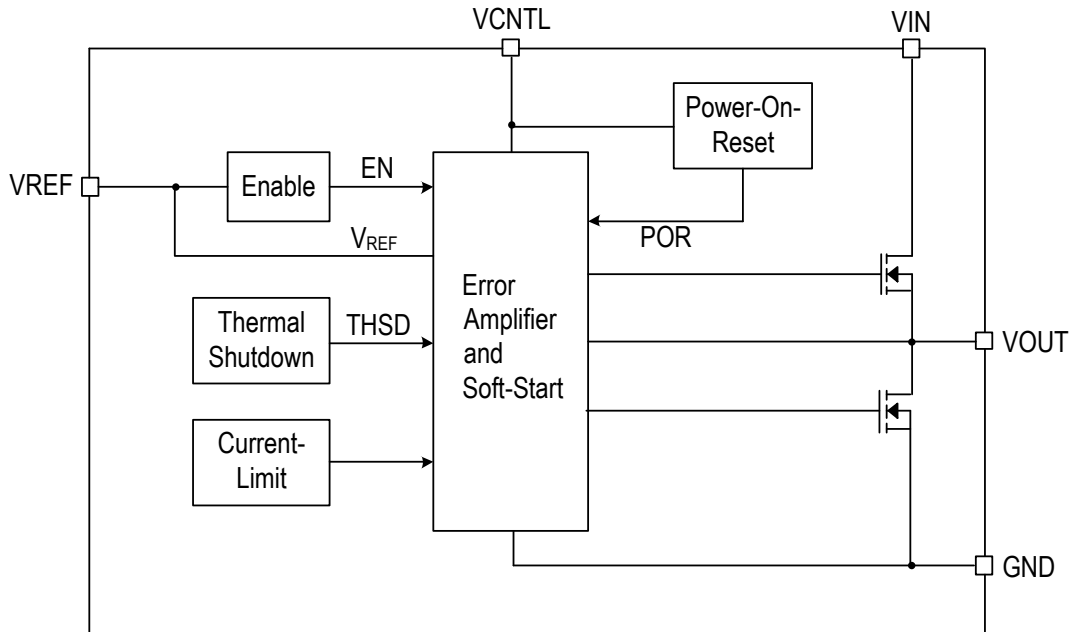 VCNTL
VIN
Power-On-
Reset
VREF
Enable
EN
POR
VREF
Error
Amplifier
and
Soft-Start
Thermal
Shutdown
THSD
VOUT
Current-
Limit
GND